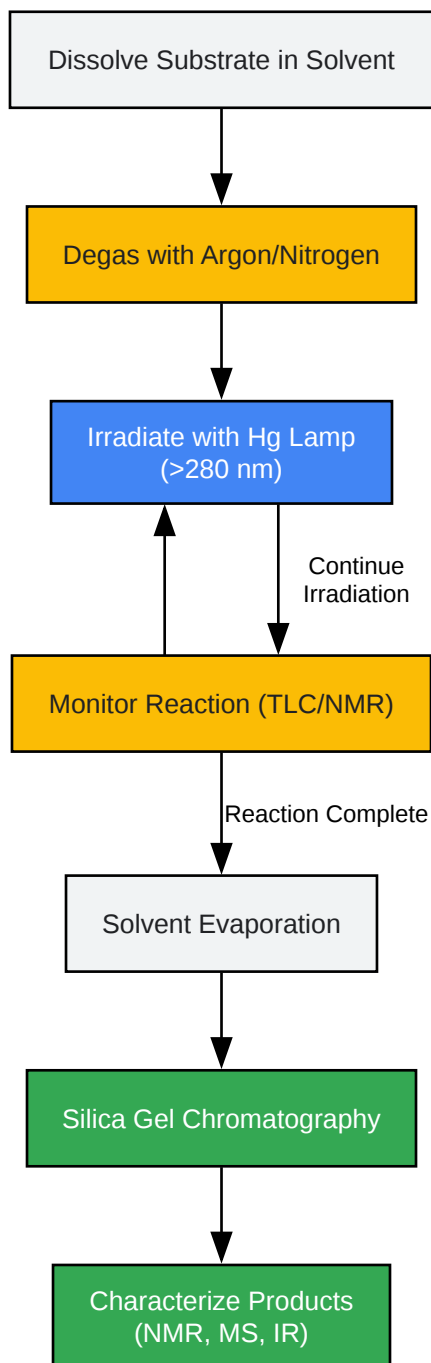 Dissolve Substrate in Solvent
Degas with Argon/Nitrogen
Irradiate with Hg Lamp
(>280 nm)
Continue
Irradiation
Monitor Reaction (TLC/NMR)
Reaction Complete
Solvent Evaporation
Silica Gel Chromatography
Characterize Products
(NMR, MS, IR)